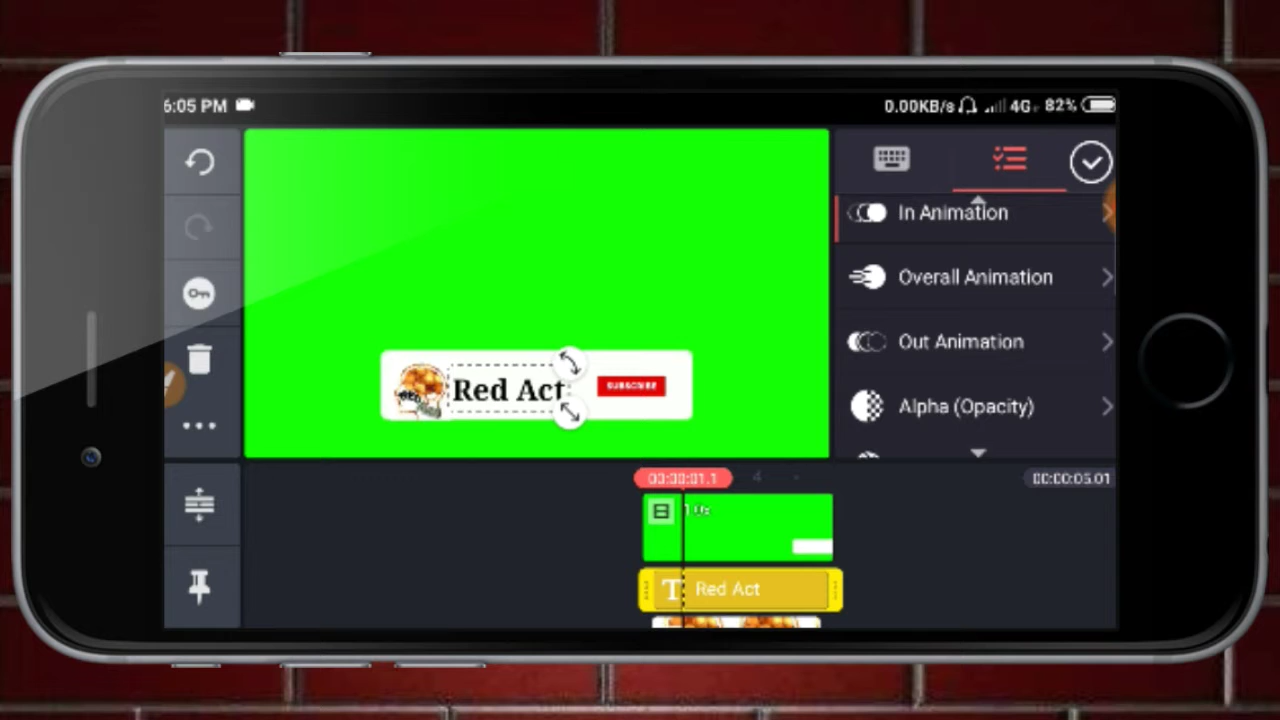 6:05 PM
0.00KB/s 4G 82%
In Animation
Overall Animation
Out Animation
Alpha (Opacity)
Red Act
SUBSCRIBE
00:00:01.1
4
00:00:05.01
T Red Act